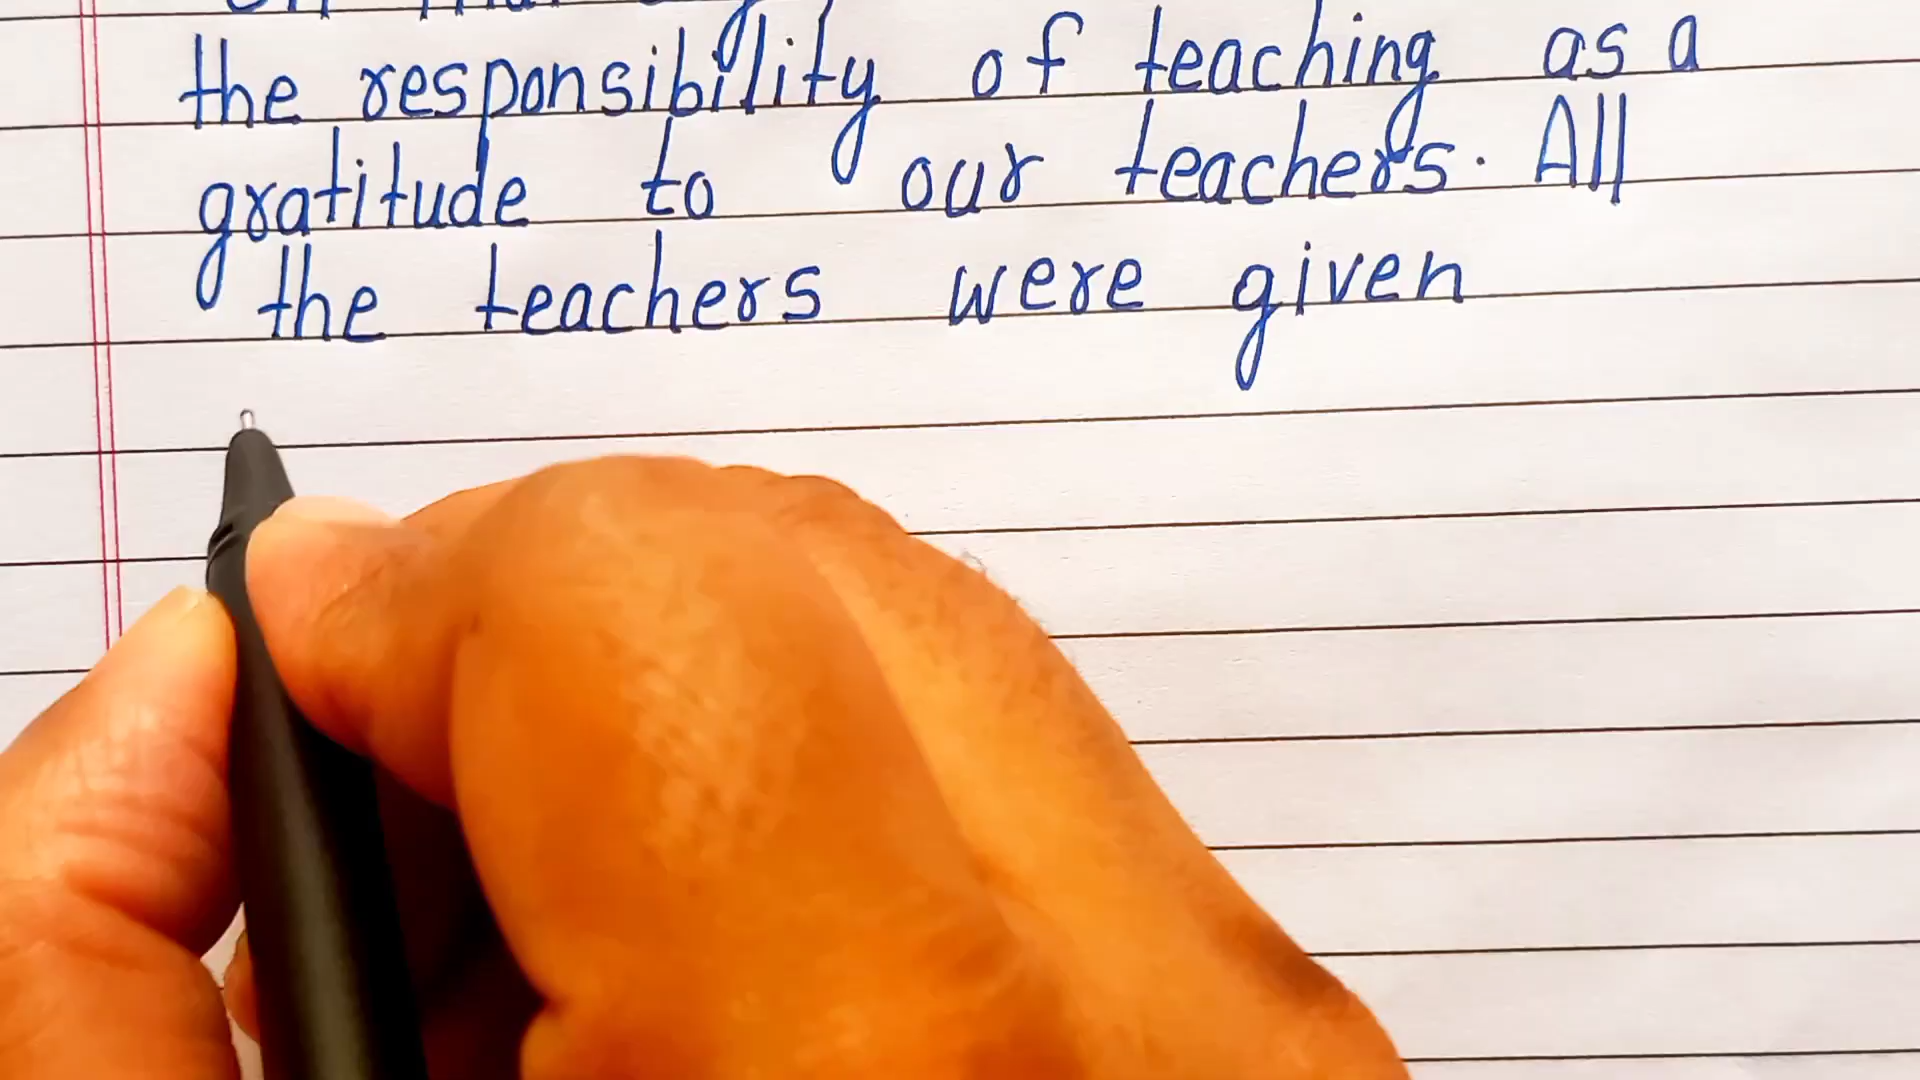 the responsibility of teaching as a
gratitude to our teachers. All
the teachers were given